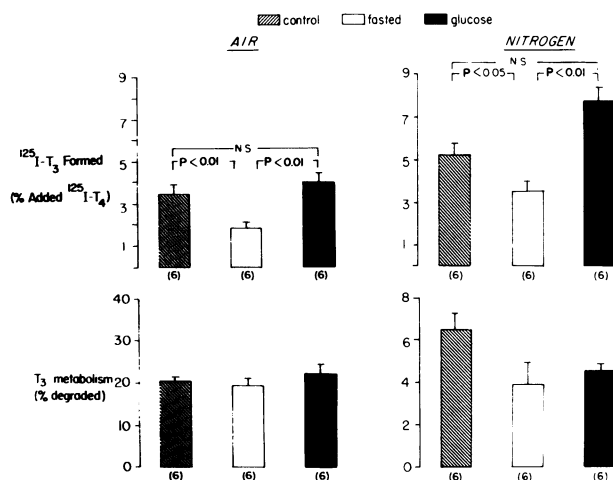 control fasted glucose
AIR NITROGEN
NS
P<0.05 P<0.01
NS
P<0.01 P<0.01
9
7
5
3
1
9
7
5
3
1
125I-T3 Formed
(% Added 125I-T4)
(6) (6) (6) (6) (6) (6)
40
30
20
10
0
8
6
4
2
0
T3 metabolism
(% degraded)
(6) (6) (6) (6) (6) (6)